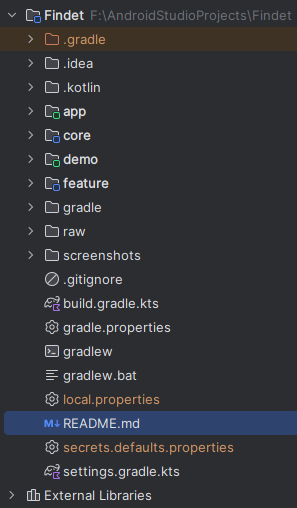 Findet F:\AndroidStudioProjects\Findet
.gradle
.idea
.kotlin
app
core
demo
feature
gradle
raw
screenshots
.gitignore
build.gradle.kts
gradle.properties
gradlew
gradlew.bat
local.properties
M↓ README.md
secrets.defaults.properties
settings.gradle.kts
External Libraries